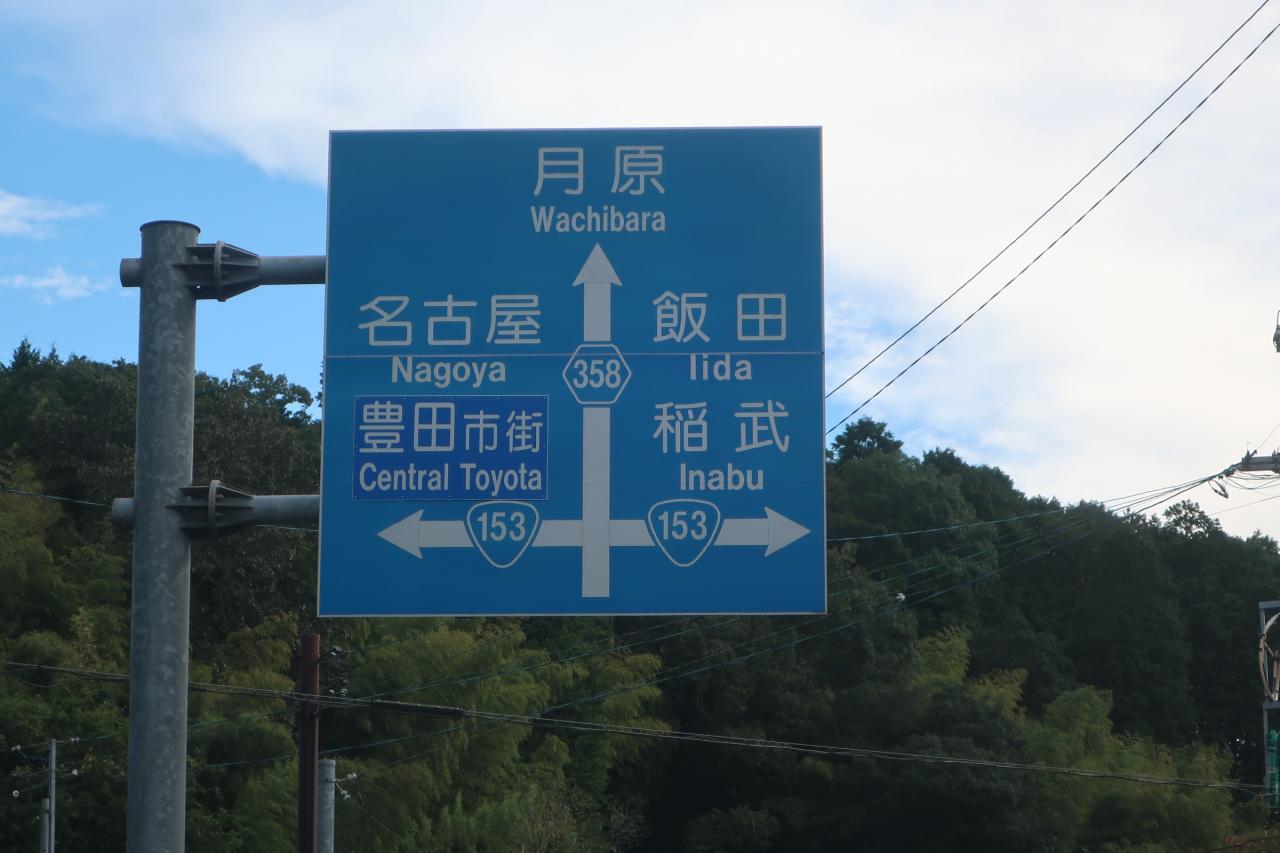 月原
Wachibara
名古屋
Nagoya
358
飯田
Iida
豊田市街
Central Toyota
稲武
Inabu
153
153